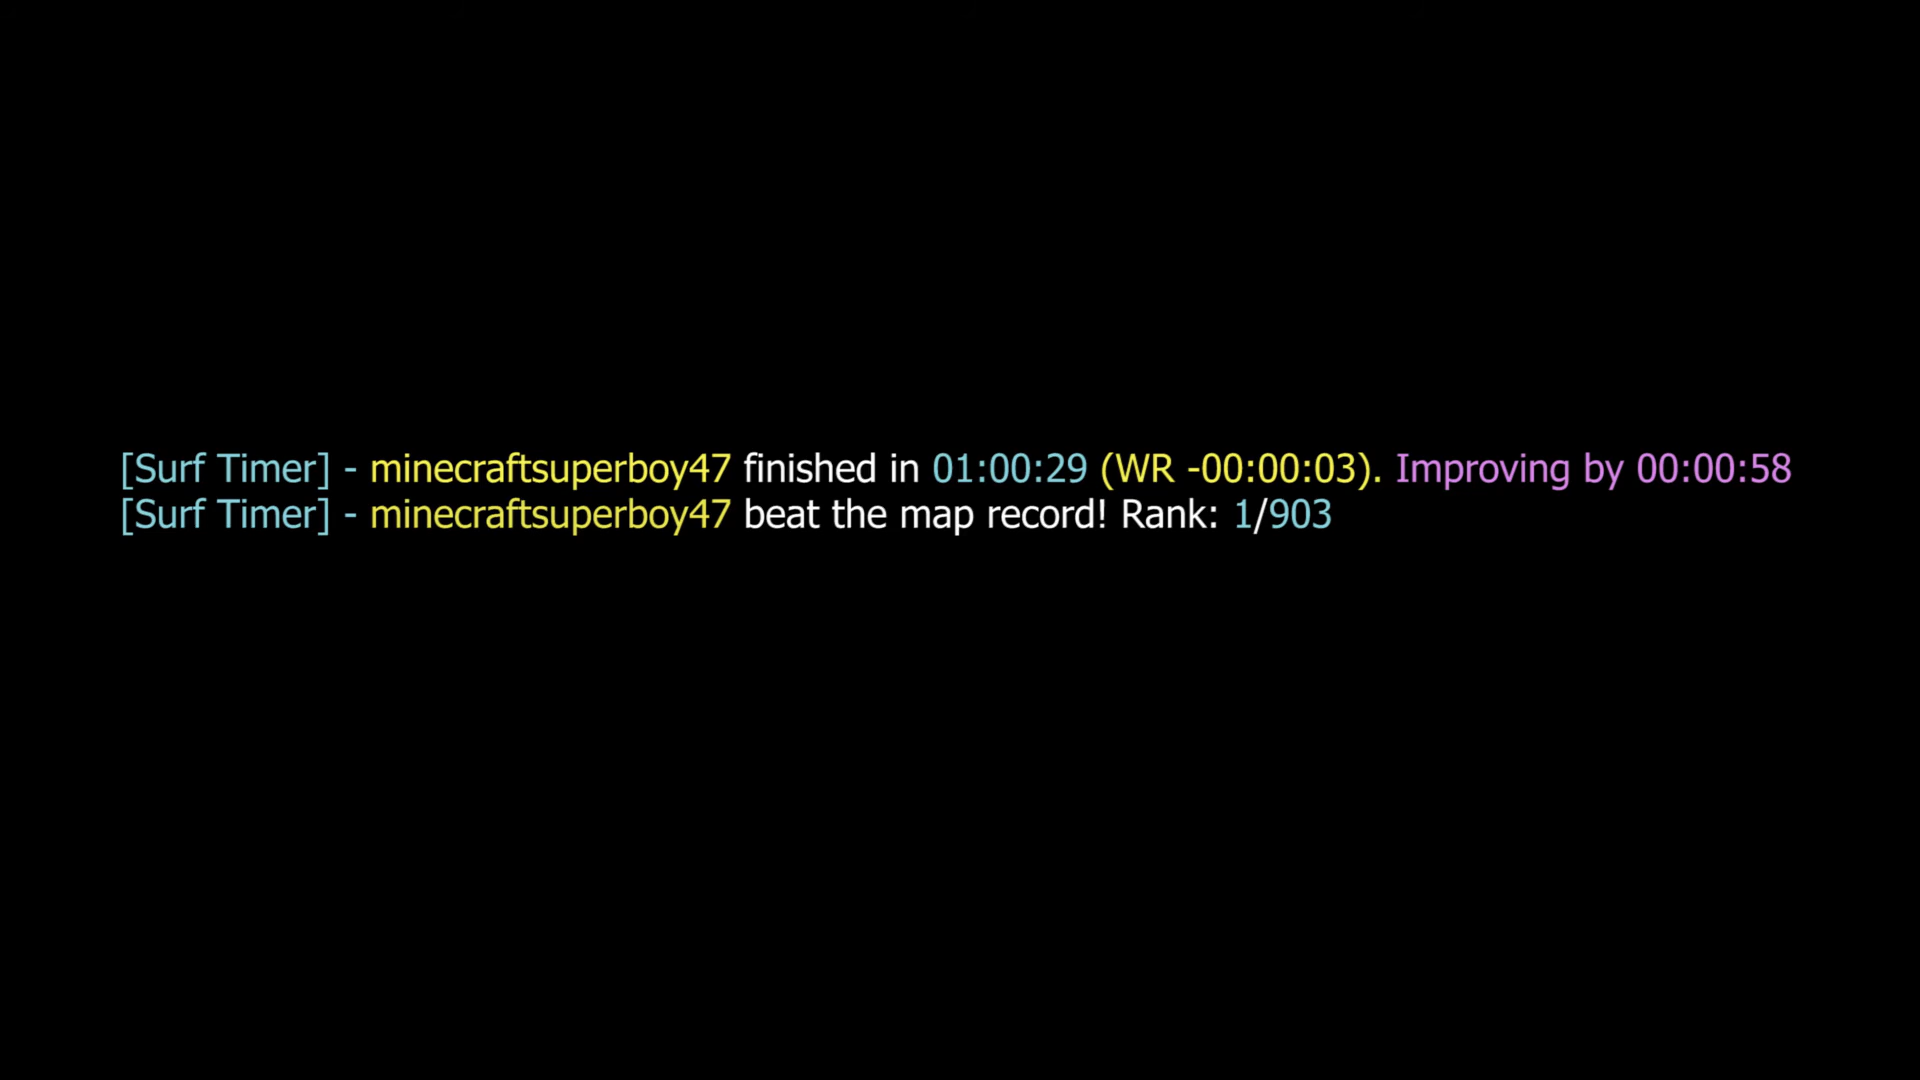 [Surf Timer] - minecraftsuperboy47 finished in 01:00:29 (WR -00:00:03). Improving by 00:00:58
[Surf Timer] - minecraftsuperboy47 beat the map record! Rank: 1/903